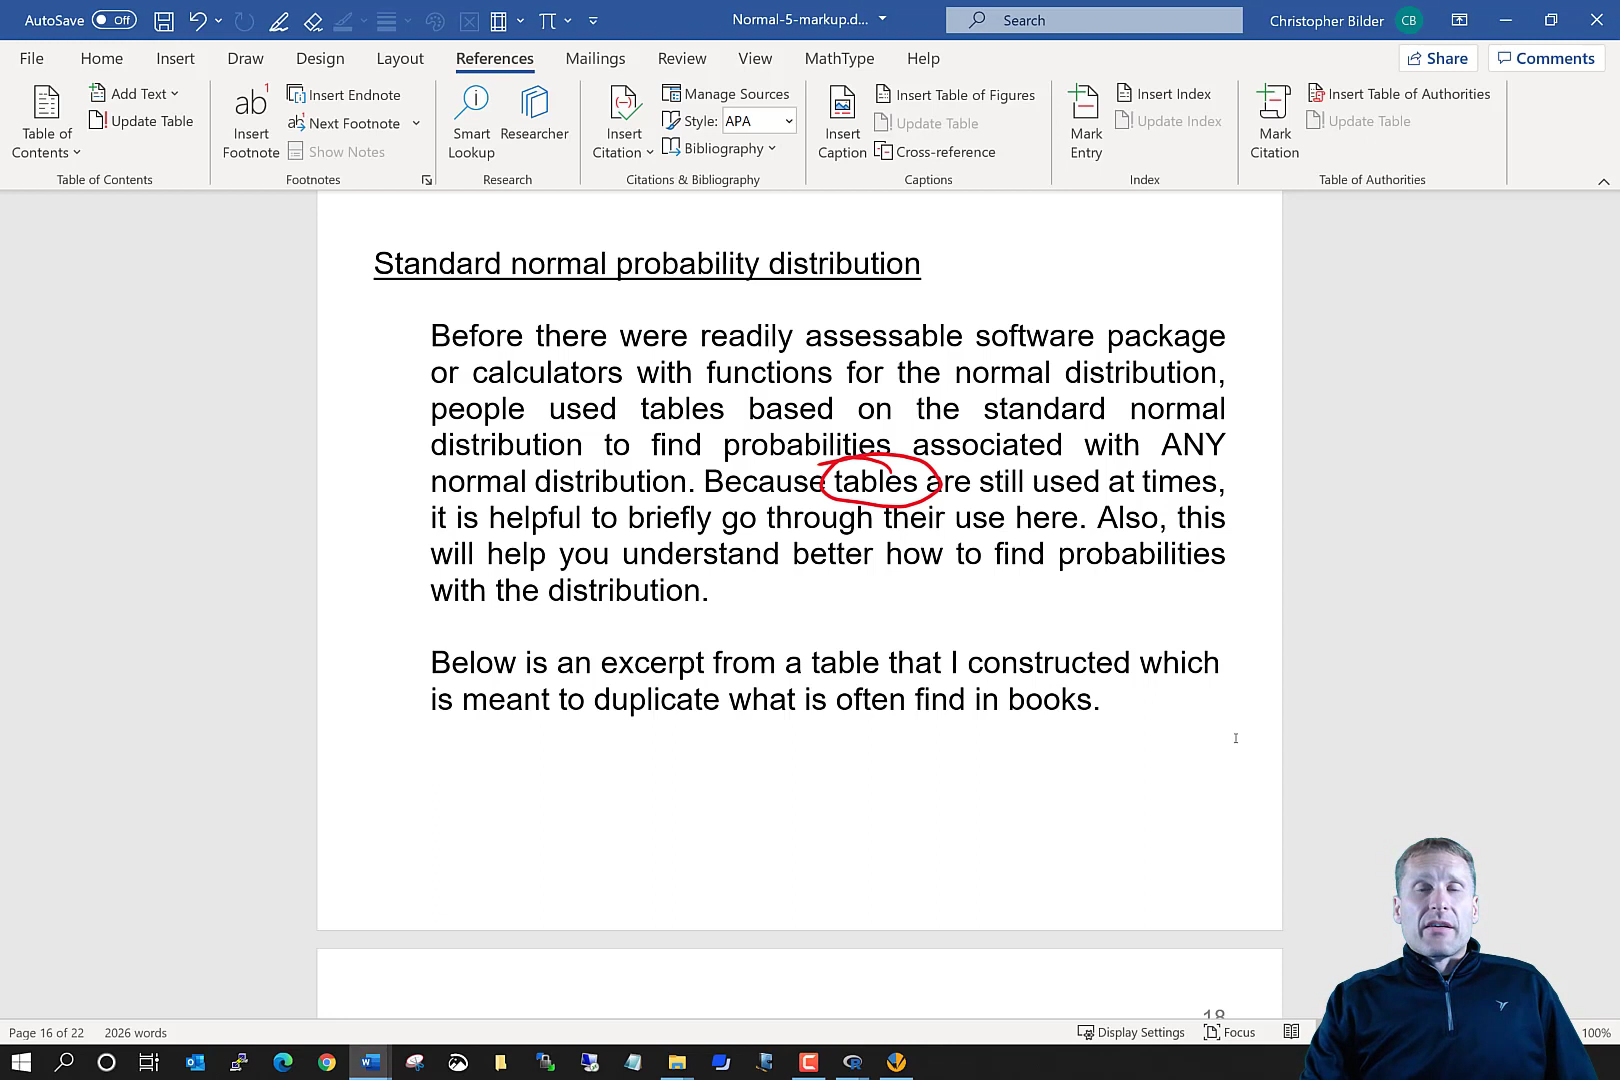 AutoSave Off Normal-5-markup.d... Search Christopher Bilder CB
File Home Insert Draw Design Layout References Mailings Review View MathType Help Share Comments
Table of Contents
Add Text
Update Table
Table of Contents
ab1
Insert Footnote
Insert Endnote
Next Footnote
Show Notes
Footnotes
Smart Lookup
Researcher
Research
Insert Citation
Manage Sources
Style: APA
Bibliography
Citations & Bibliography
Insert Caption
Insert Table of Figures
Update Table
Cross-reference
Captions
Mark Entry
Insert Index
Update Index
Index
Mark Citation
Insert Table of Authorities
Update Table
Table of Authorities
Standard normal probability distribution
Before there were readily assessable software package
or calculators with functions for the normal distribution,
people used tables based on the standard normal
distribution to find probabilities associated with ANY
normal distribution. Because tables are still used at times,
it is helpful to briefly go through their use here. Also, this
will help you understand better how to find probabilities
with the distribution.
Below is an excerpt from a table that I constructed which
is meant to duplicate what is often find in books.
18
Page 16 of 22 2026 words Display Settings Focus 100%